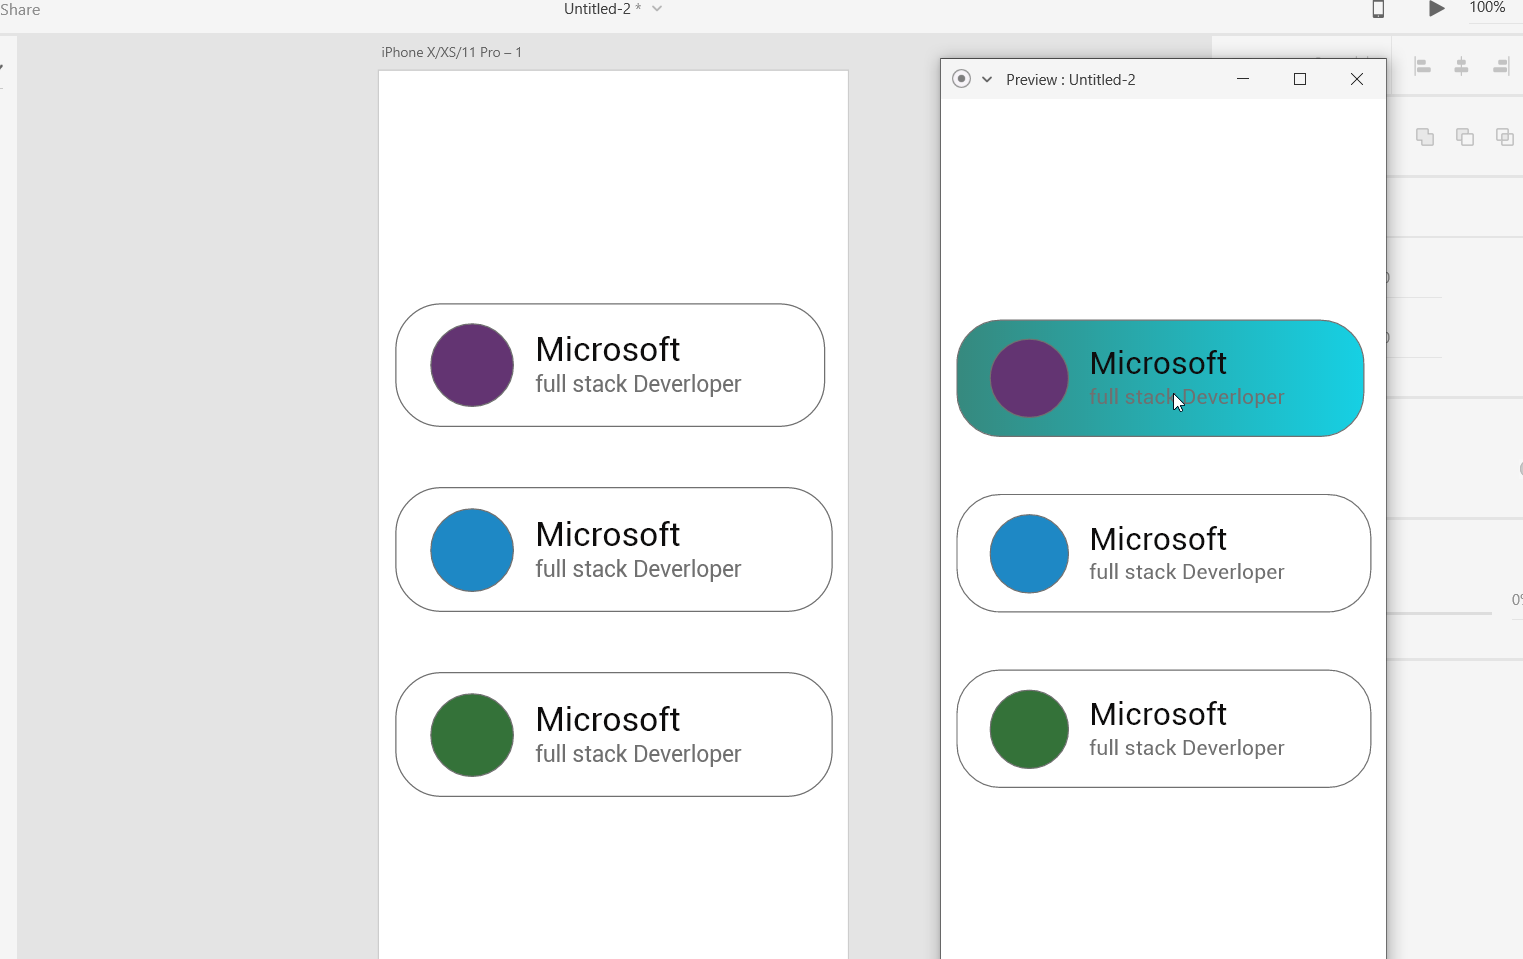 Share
Untitled-2 *
100%
iPhone X/XS/11 Pro – 1
Preview : Untitled-2
Microsoft
full stack Deverloper
Microsoft
full stack Deverloper
Microsoft
full stack Deverloper
Microsoft
full stack Deverloper
Microsoft
full stack Deverloper
Microsoft
full stack Deverloper